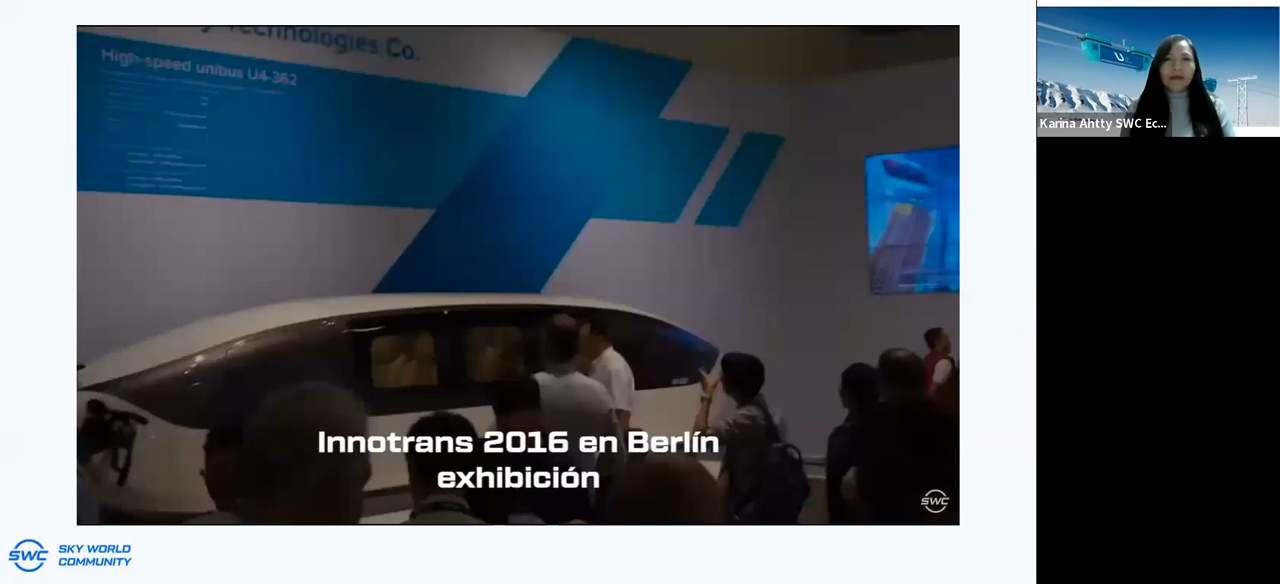 Technologies Co.
High-speed unibus U4-362
Innotrans 2016 en Berlín
exhibición
SWC
SWC
SKY WORLD
COMMUNITY
Karina Ahtty SWC Ec...